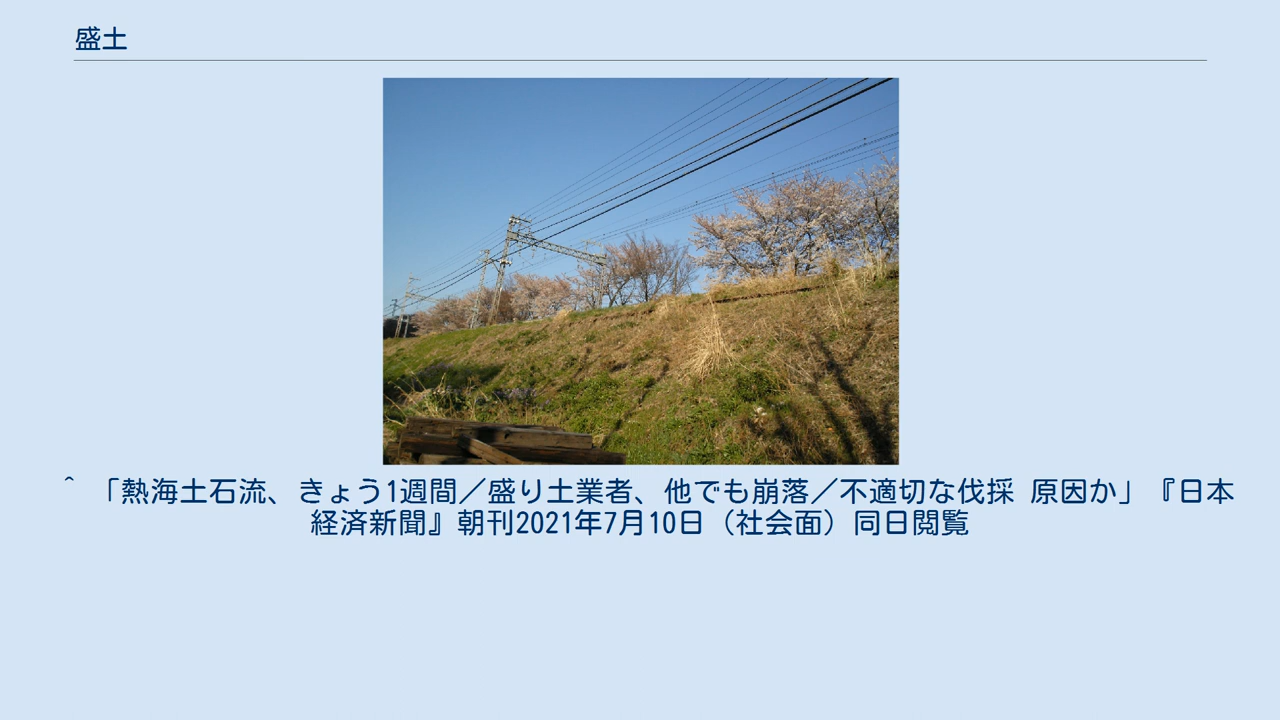 盛土
^ 「熱海土石流、きょう1週間／盛り土業者、他でも崩落／不適切な伐採 原因か」『日本
経済新聞』朝刊2021年7月10日（社会面）同日閲覧